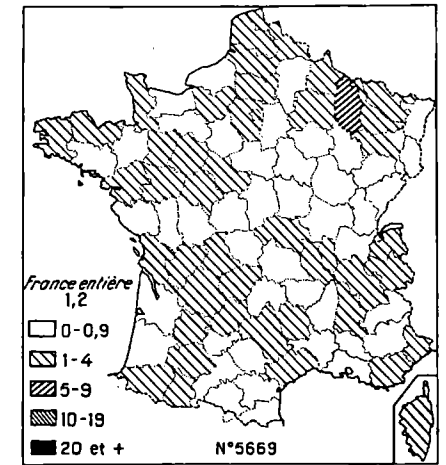 France entière
1,2
0-0,9
1-4
5-9
10-19
20 et +
N°5669